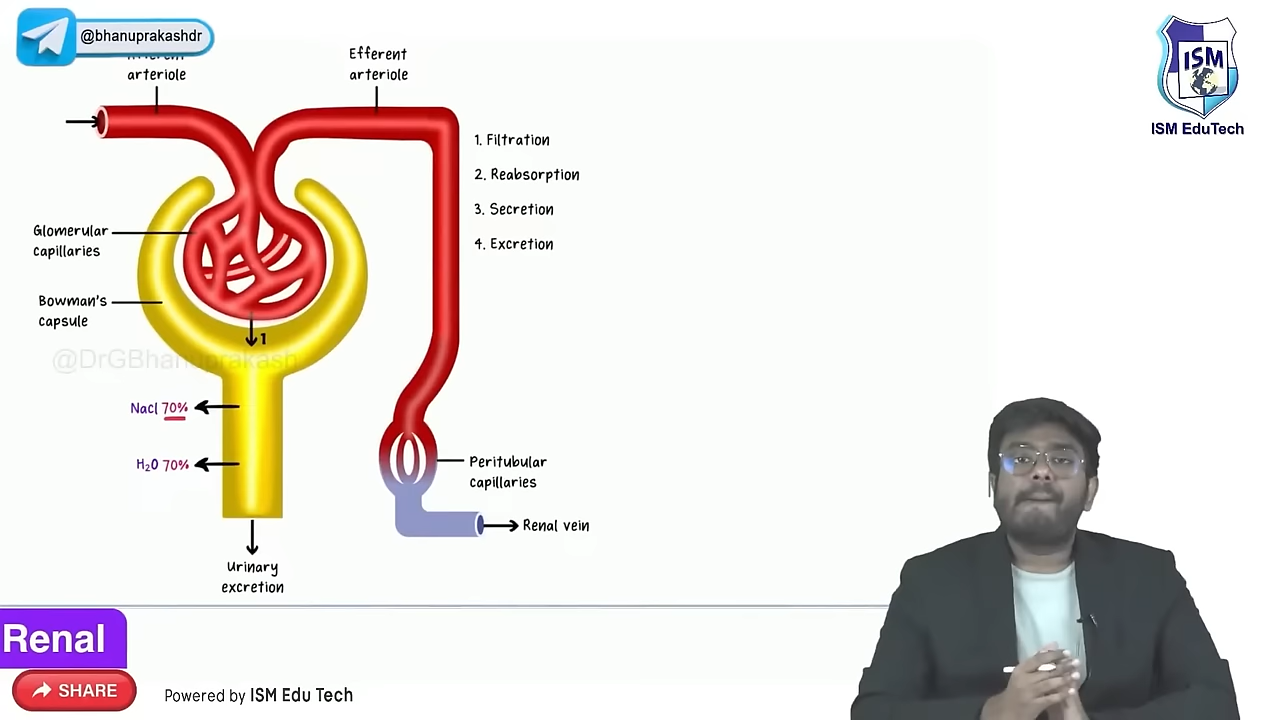 @bhanuprakashdr
arteriole
Efferent
arteriole
ISM
ISM EduTech
1. Filtration
2. Reabsorption
3. Secretion
4. Excretion
Glomerular
capillaries
Bowman's
capsule
1
@DrGBhanuprakash
Nacl 70%
H₂O 70%
Peritubular
capillaries
Renal vein
Urinary
excretion
Renal
SHARE
Powered by ISM Edu Tech